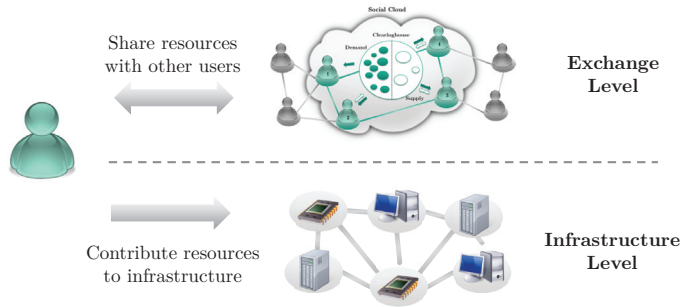 Social Cloud
Clearinghouse
Demand
Supply
Share resources
with other users
Exchange
Level
Contribute resources
to infrastructure
Infrastructure
Level